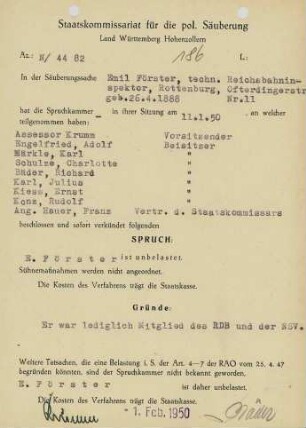 Staatskommissariat für die pol. Säuberung
Land Württemberg Hohenzollern
Az.: N/ 44 82
186
L:
In der Säuberungssache Emil Förster, techn. Reichsbahnin-
spektor, Rottenburg, Ofterdingerstr
geb.26.4.1888 Nr.11
hat die Spruchkammer in ihrer Sitzung am 11.1.50 , an welcher
teilgenommen haben:
Assessor Krumm Vorsitzender
Engelfried, Adolf Beisitzer
Märkle, Karl "
Schulze, Charlotte "
Bader, Richard "
Karl, Julius "
Kiess, Ernst "
Konz, Rudolf "
Ang. Hauer, Franz Vertr. d. Staatskommissars
beschlossen und sofort verkündet folgenden
SPRUCH:
E. Förster ist unbelastet.
Sühnemaßnahmen werden nicht angeordnet.
Die Kosten des Verfahrens trägt die Staatskasse.
Gründe:
Er war lediglich Mitglied des RDB und der NSV.
Weitere Tatsachen, die eine Belastung i. S. der Art. 4-7 der RAO vom 25. 4. 47
begründen könnten, sind der Spruchkammer nicht bekannt geworden.
E. Förster ist daher unbelastet.
Die Kosten des Verfahrens trägt die Staatskasse.
Krumm
- 1. Feb. 1950